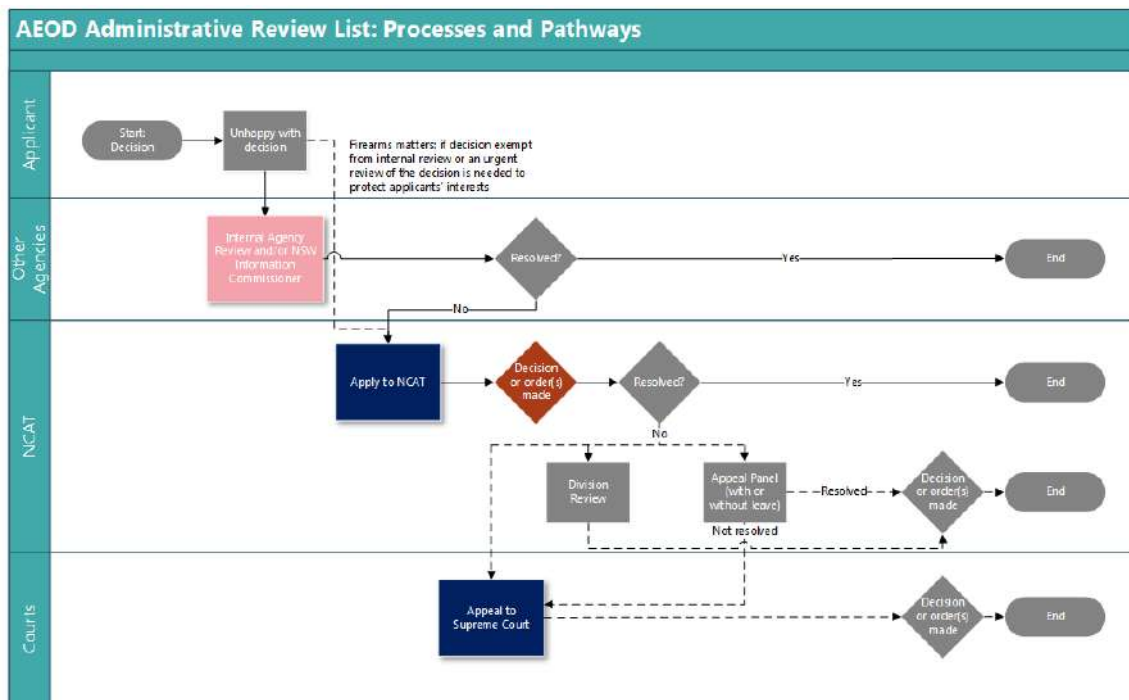 AEOD Administrative Review List: Processes and Pathways
Applicant
Start:
Decision
Unhappy with
decision
Firearms matters: if decision exempt
from internal review or an urgent
review of the decision is needed to
protect applicants' interests
Other
Agencies
Internal Agency
Review and/or NSW
Information
Commissioner
Resolved?
Yes
End
No
NCAT
Apply to NCAT
Decision
or order(s)
made
Resolved?
Yes
End
No
Division
Review
Appeal Panel
(with or
without leave)
Resolved
Decision
or order(s)
made
End
Not resolved
Courts
Appeal to
Supreme Court
Decision
or order(s)
made
End